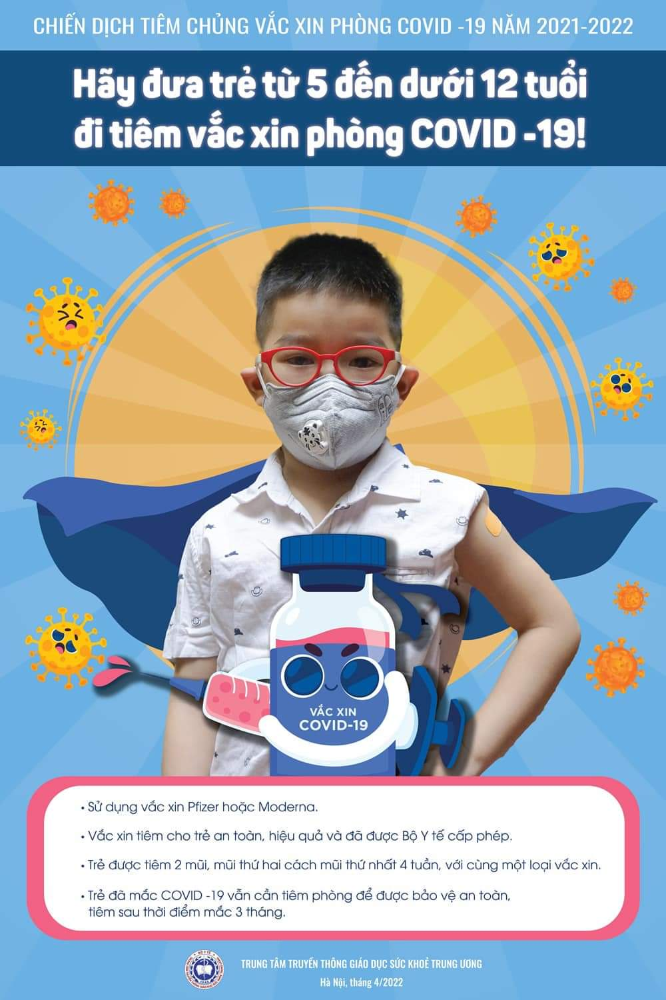 CHIẾN DỊCH TIÊM CHỦNG VẮC XIN PHÒNG COVID -19 NĂM 2021-2022
Hãy đưa trẻ từ 5 đến dưới 12 tuổi
đi tiêm vắc xin phòng COVID -19!
a
life
VẮC XIN
COVID-19
• Sử dụng vắc xin Pfizer hoặc Moderna.
• Vắc xin tiêm cho trẻ an toàn, hiệu quả và đã được Bộ Y tế cấp phép.
• Trẻ được tiêm 2 mũi, mũi thứ hai cách mũi thứ nhất 4 tuần, với cùng một loại vắc xin.
• Trẻ đã mắc COVID -19 vẫn cần tiêm phòng để được bảo vệ an toàn,
tiêm sau thời điểm mắc 3 tháng.
BỘ Y TẾ
TRUNG TÂM TRUYỀN THÔNG GIÁO DỤC SỨC KHOẺ TRUNG ƯƠNG
Hà Nội, tháng 4/2022